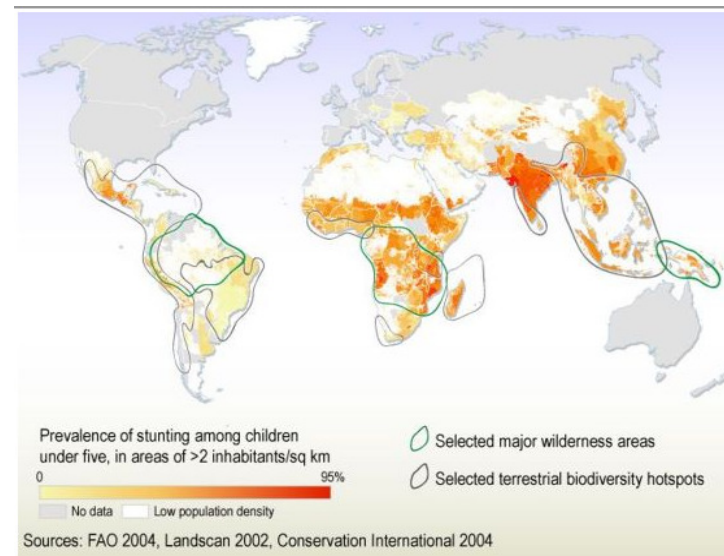 Prevalence of stunting among children
under five, in areas of >2 inhabitants/sq km
0 95%
No data Low population density
Selected major wilderness areas
Selected terrestrial biodiversity hotspots
Sources: FAO 2004, Landscan 2002, Conservation International 2004